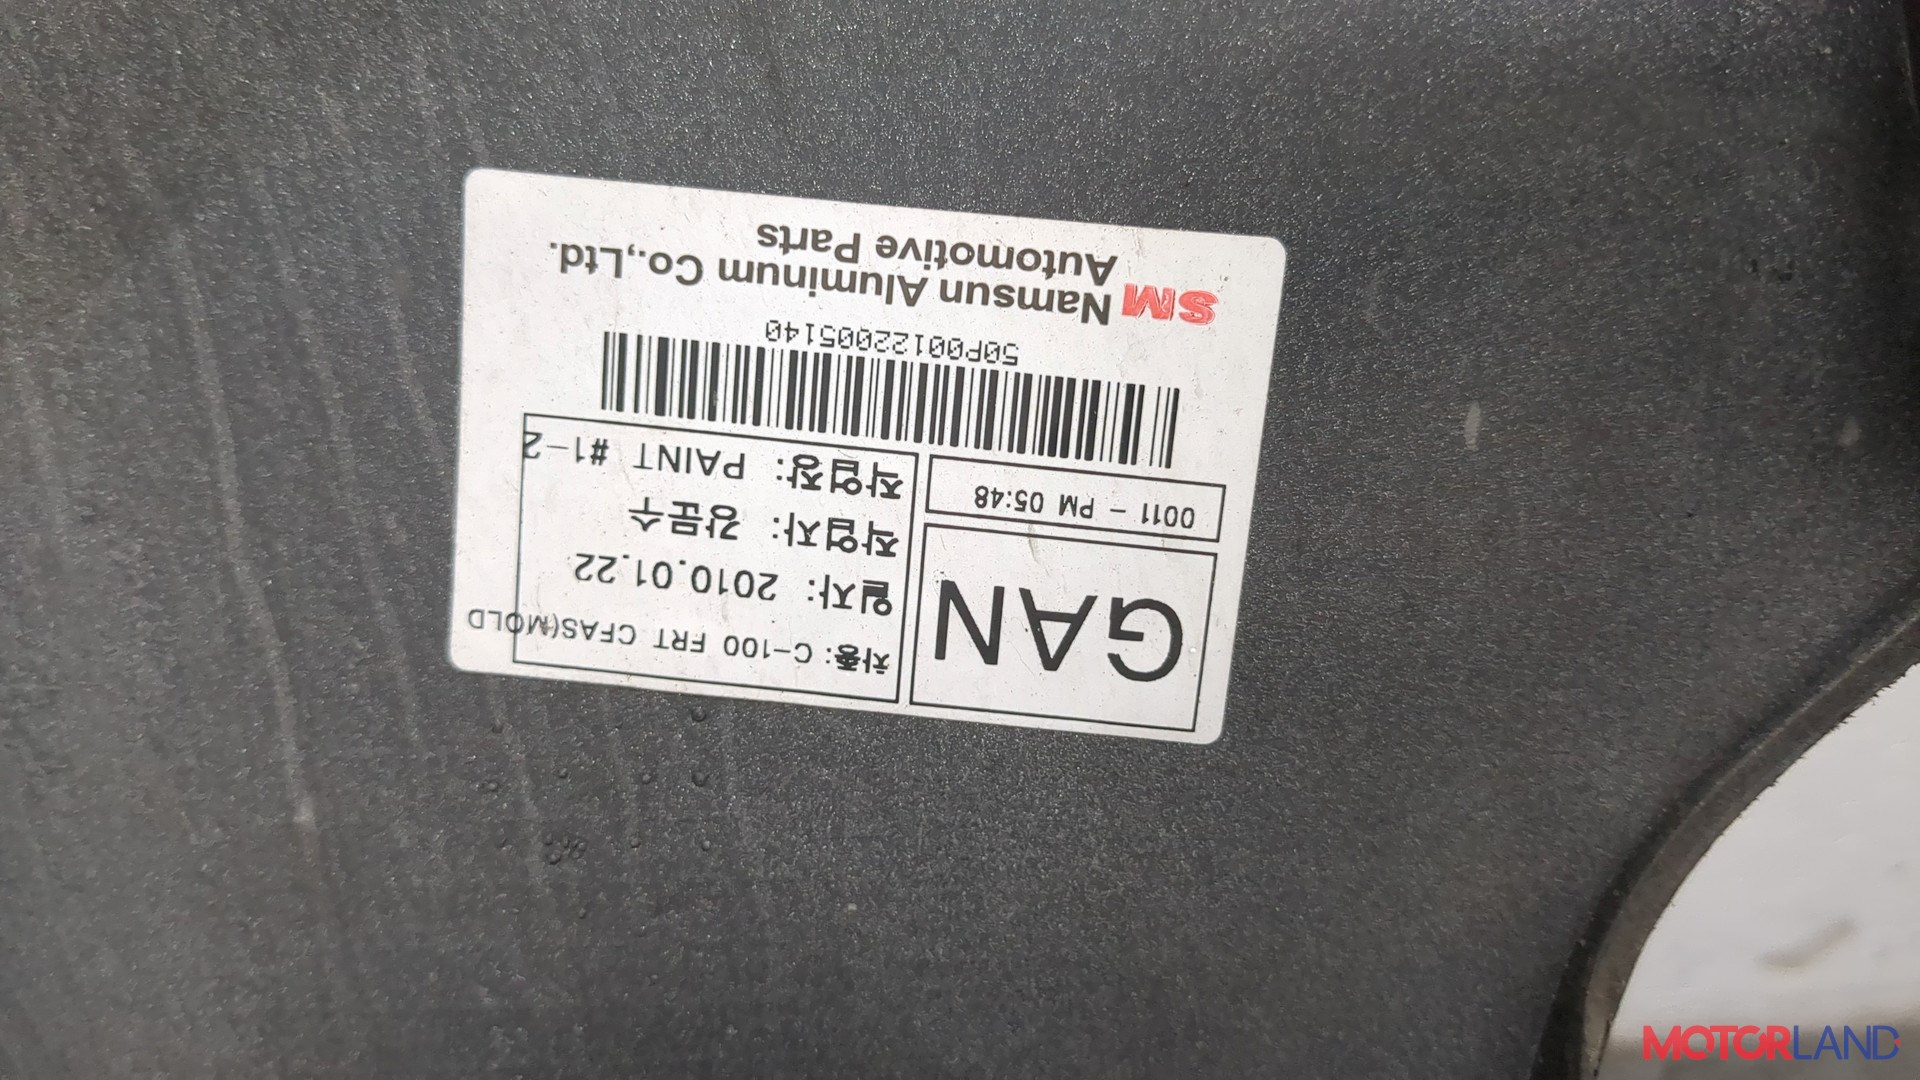 GAN
차종: C-100 FRT CFAS(MOLD
일자: 2010.01.22
작업자: 강문수
작업장: PAINT #1-2
0011 - PM 05:48
50P00122005140
SM Namsun Aluminum Co.,Ltd.
Automotive Parts
MOTORLAND